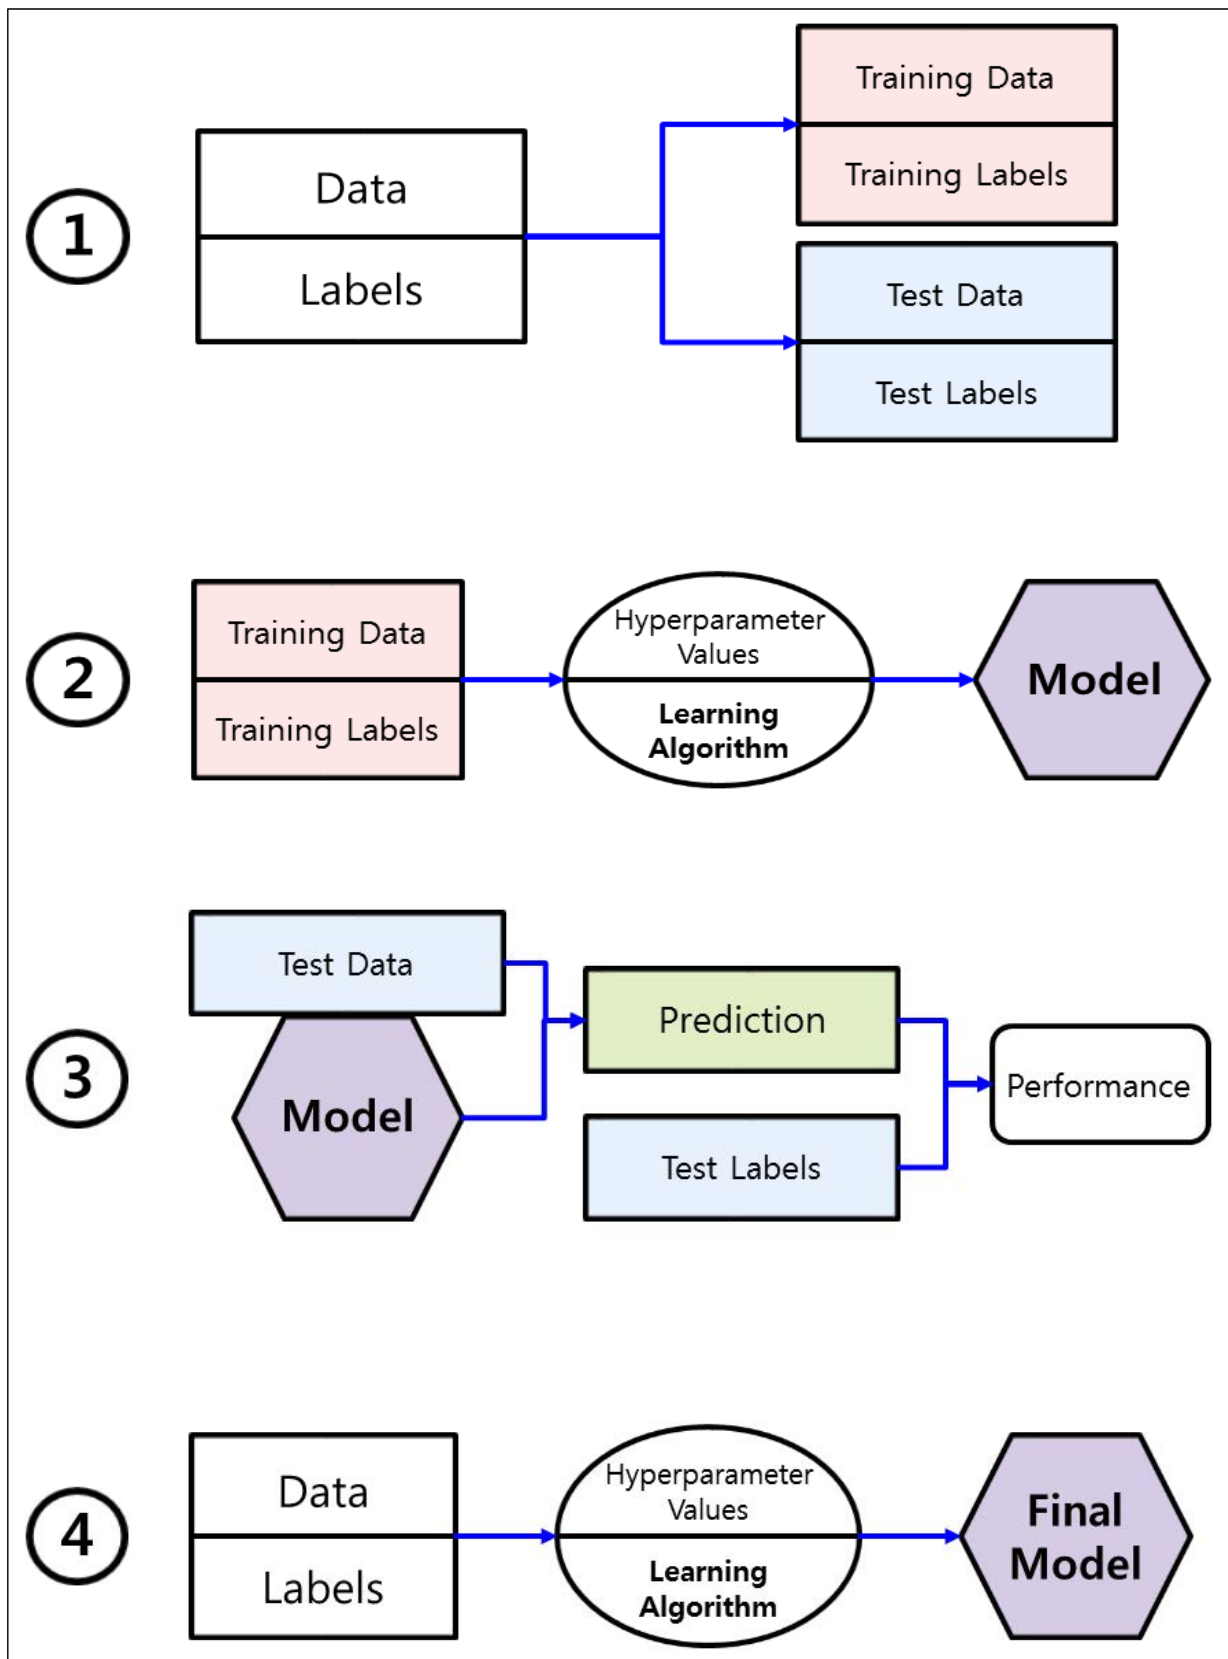 1
Data
Labels
Training Data
Training Labels
Test Data
Test Labels
2
Training Data
Training Labels
Hyperparameter
Values
Learning
Algorithm
Model
3
Test Data
Model
Prediction
Test Labels
Performance
4
Data
Labels
Hyperparameter
Values
Learning
Algorithm
Final
Model